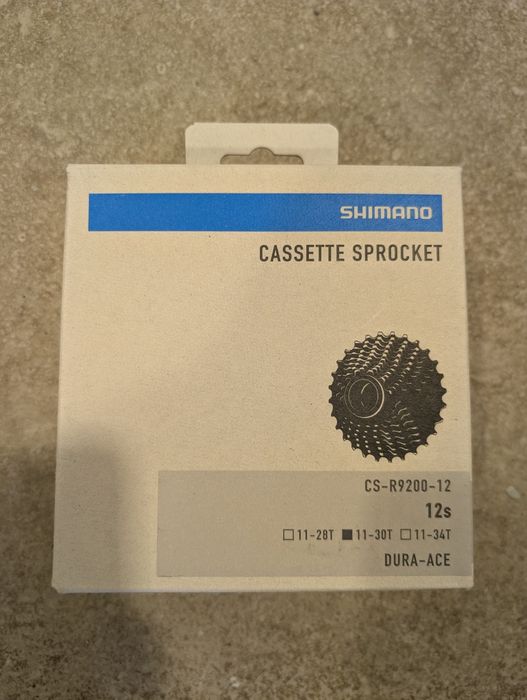 SHIMANO
CASSETTE SPROCKET
CS-R9200-12
12s
☐11-28T ■11-30T ☐11-34T
DURA-ACE